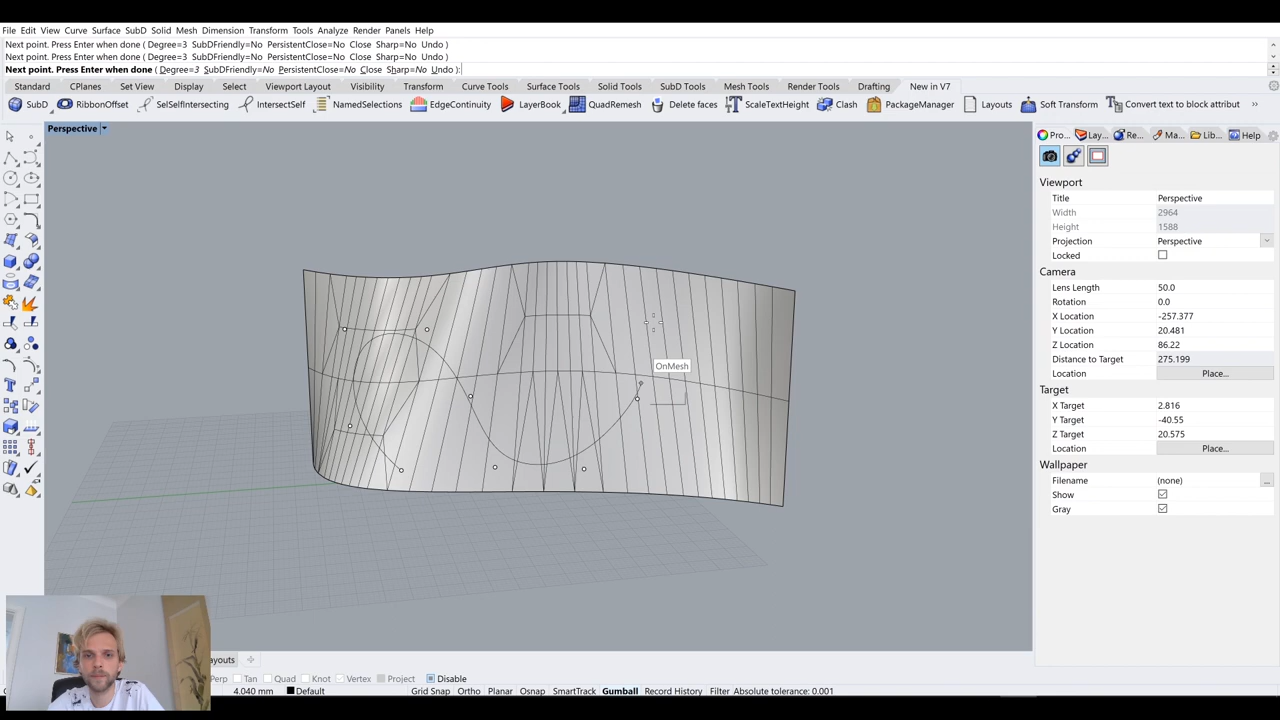 File Edit View Curve Surface SubD Solid Mesh Dimension Transform Tools Analyze Render Panels Help
Next point. Press Enter when done ( Degree=3 SubDFriendly=No PersistentClose=No Close Sharp=No Undo )
Next point. Press Enter when done ( Degree=3 SubDFriendly=No PersistentClose=No Close Sharp=No Undo )
Next point. Press Enter when done ( Degree=3 SubDFriendly=No PersistentClose=No Close Sharp=No Undo ):
Standard CPlanes Set View Display Select Viewport Layout Visibility Transform Curve Tools Surface Tools Solid Tools SubD Tools Mesh Tools Render Tools Drafting New in V7
SubD RibbonOffset SelSelfIntersecting IntersectSelf NamedSelections EdgeContinuity LayerBook QuadRemesh Delete faces ScaleTextHeight Clash PackageManager Layouts Soft Transform Convert text to block attribut »
Perspective
Pro... Lay... Re... Ma... Lib... Help
Viewport
Title Perspective
Width 2964
Height 1588
Projection Perspective
Locked
Camera
Lens Length 50.0
Rotation 0.0
X Location -257.377
Y Location 20.481
Z Location 86.22
Distance to Target 275.199
Location Place...
Target
X Target 2.816
Y Target -40.55
Z Target 20.575
Location Place...
Wallpaper
Filename (none) ...
Show
Gray
OnMesh
ayouts
Perp Tan Quad Knot Vertex Project Disable
4.040 mm Default Grid Snap Ortho Planar Osnap SmartTrack Gumball Record History Filter Absolute tolerance: 0.001